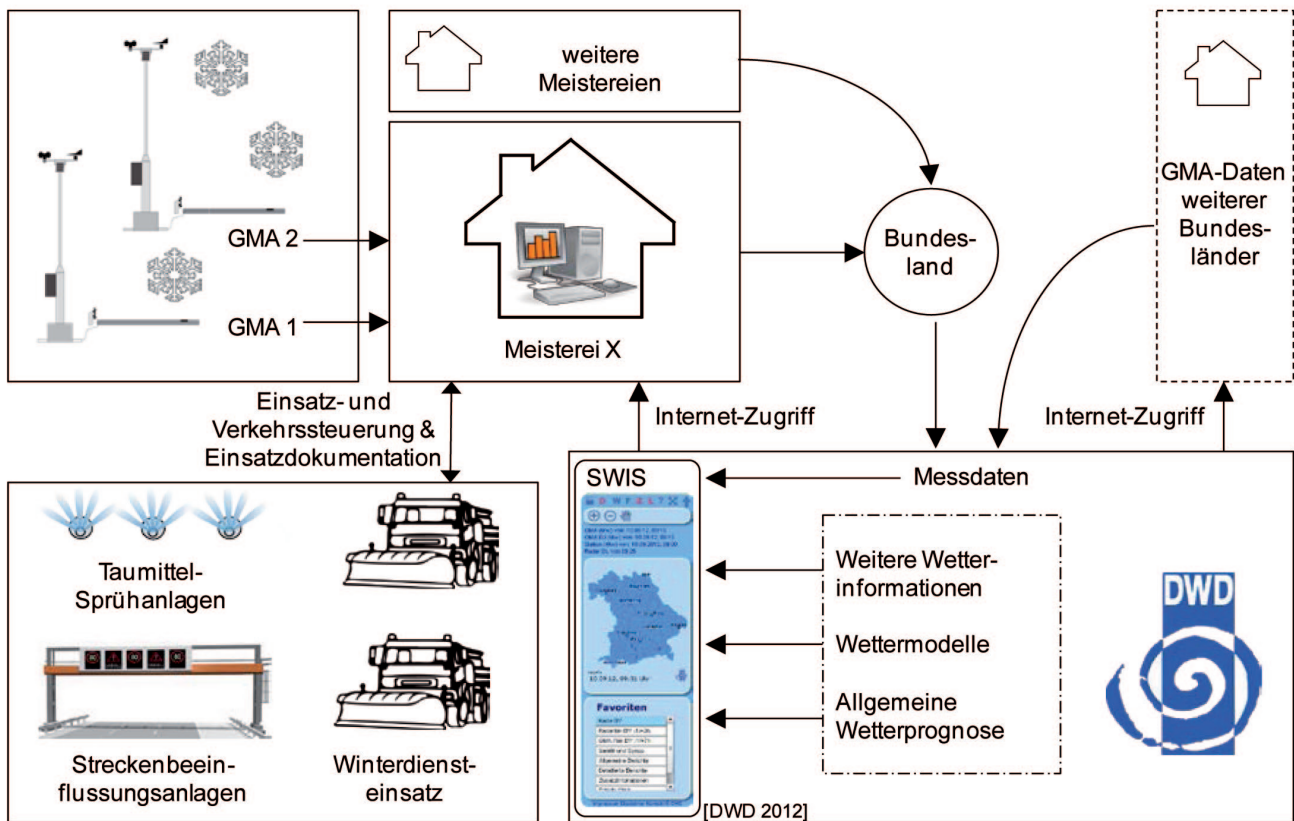 GMA 2
GMA 1
weitere
Meistereien
Meisterei X
Bundes-
land
GMA-Daten
weiterer
Bundes-
länder
Einsatz- und
Verkehrssteuerung &
Einsatzdokumentation
Internet-Zugriff
Internet-Zugriff
Taumittel-
Sprühanlagen
Streckenbeein-
flussungsanlagen
Winterdienst-
einsatz
SWIS
Favoriten
Messdaten
Weitere Wetter-
informationen
Wettermodelle
Allgemeine
Wetterprognose
DWD
[DWD 2012]